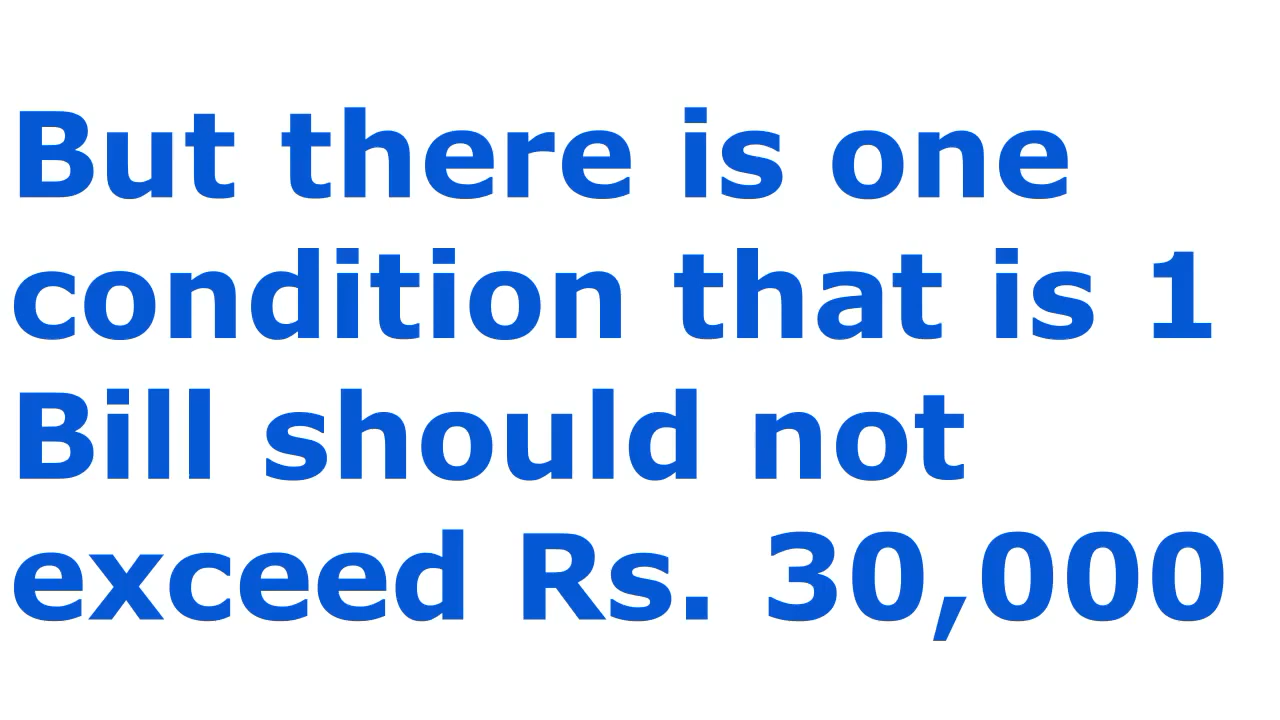 But there is one
condition that is 1
Bill should not
exceed Rs. 30,000